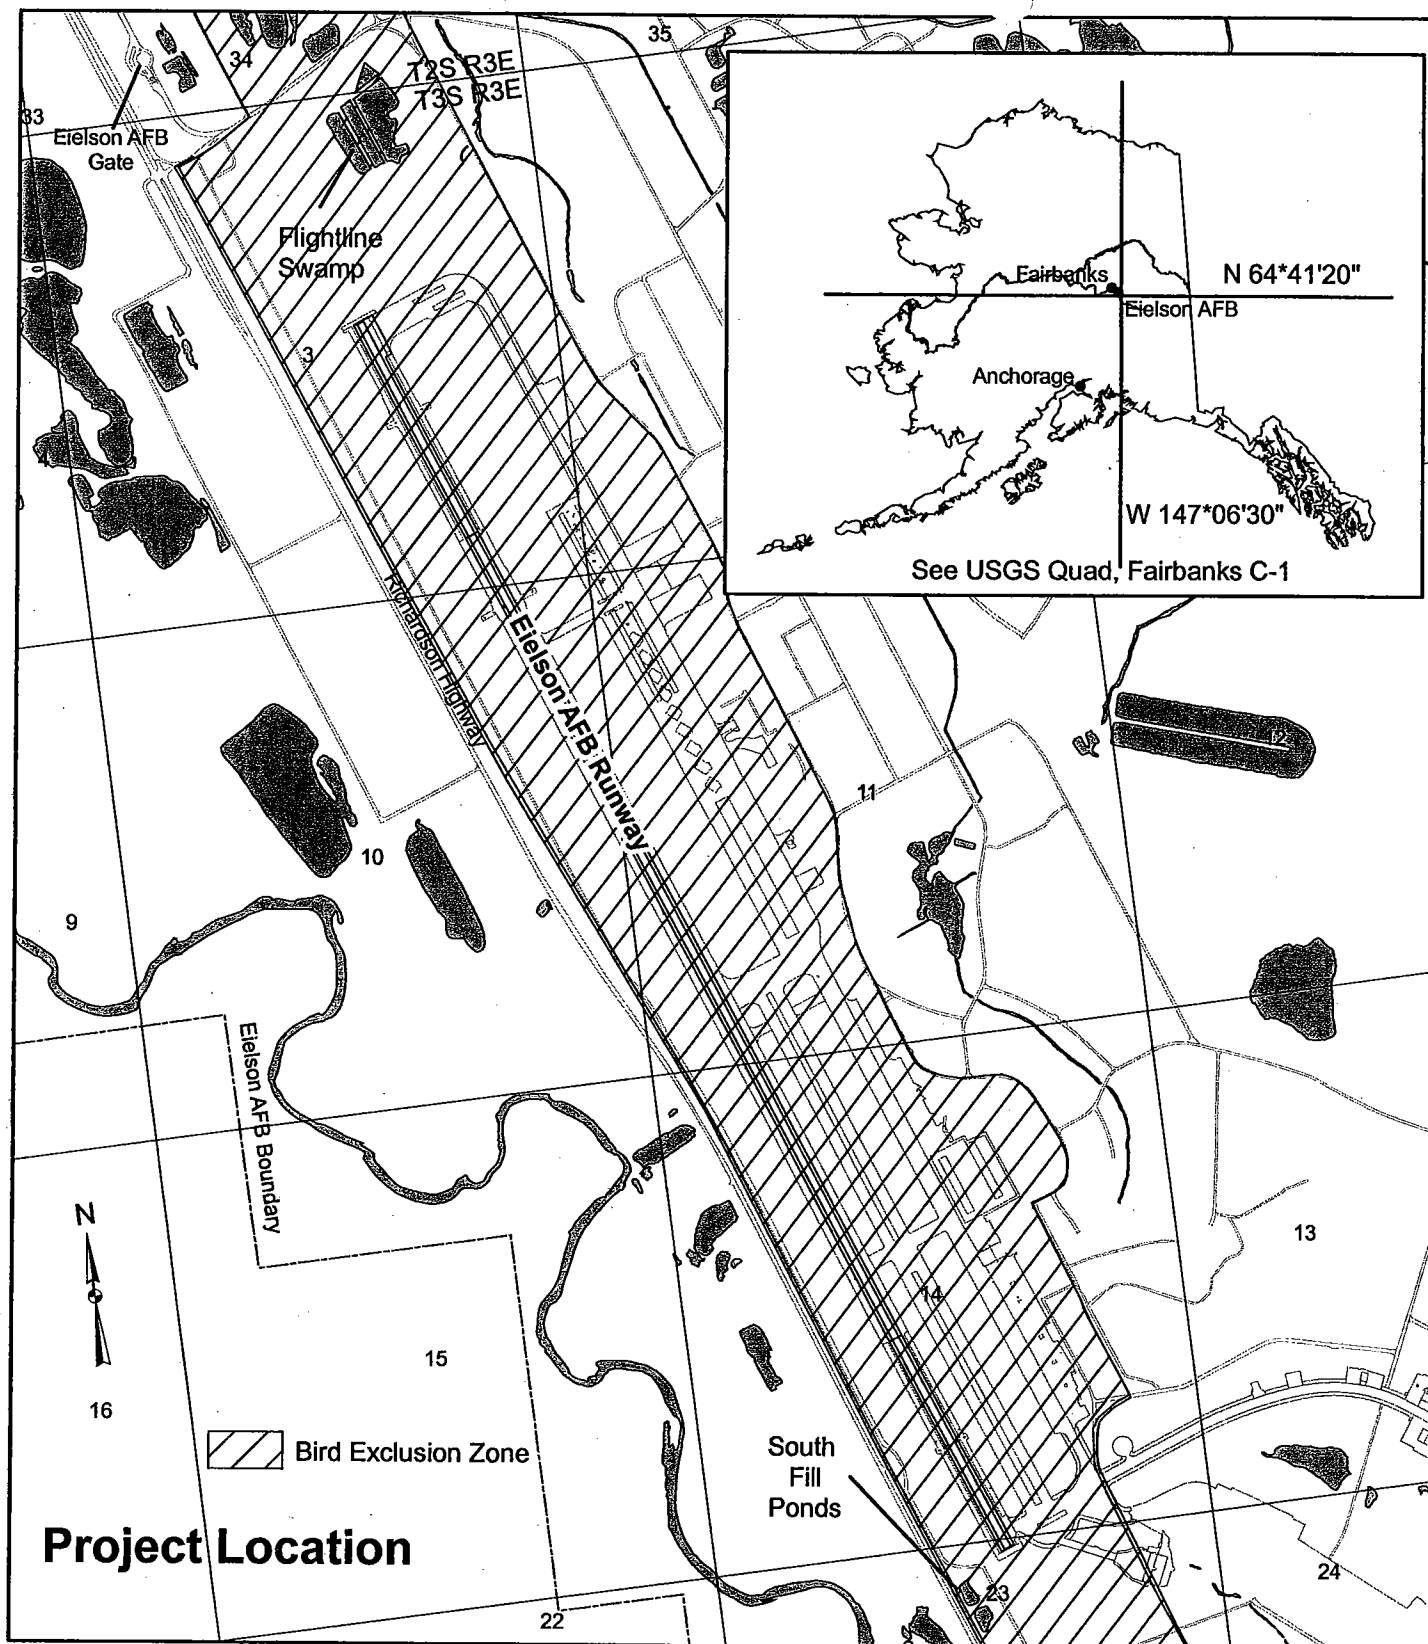 35
34
T2S R3E
T3S R3E
33
Eielson AFB
Gate
Flightline
Swamp
3
Fairbanks
N 64*41'20"
Eielson AFB
Anchorage
W 147*06'30"
See USGS Quad, Fairbanks C-1
4
Richardson Highway
Eielson AFB Runway
12
11
10
9
Eielson AFB Boundary
N
13
14
15
16
Bird Exclusion Zone
South
Fill
Ponds
Project Location
23
24
22